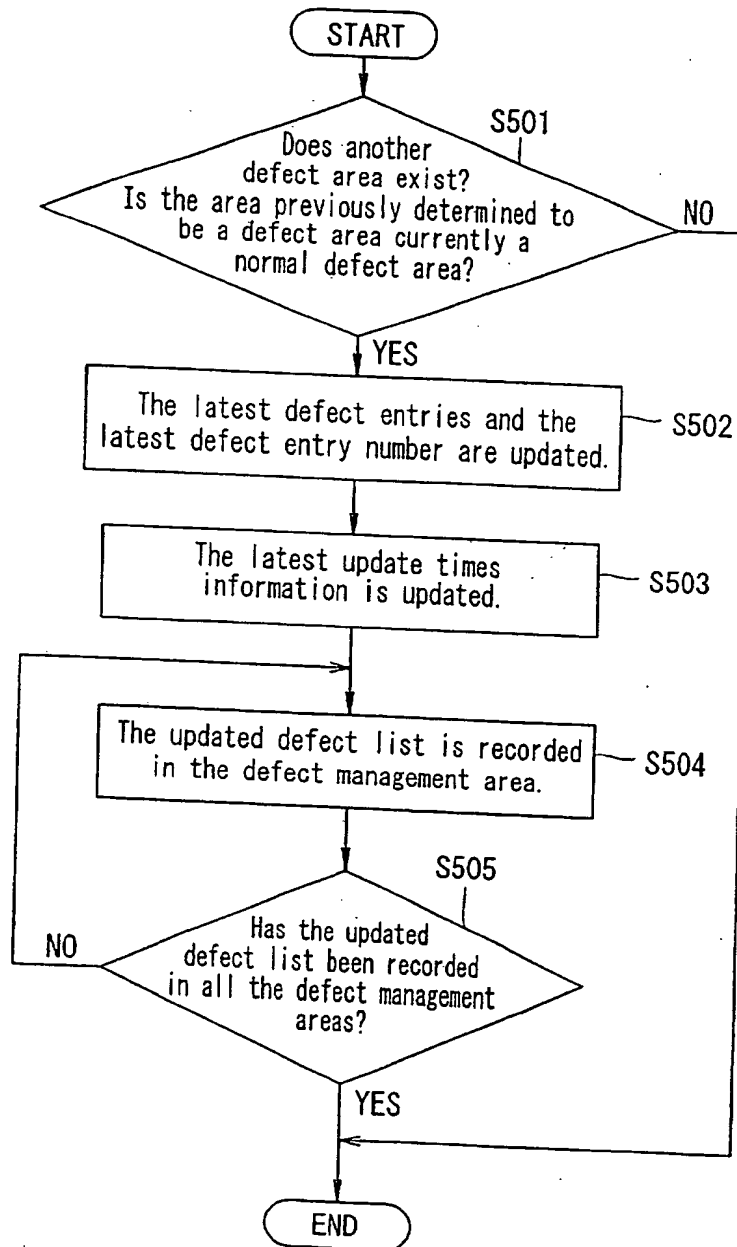 START
S501
Does another
defect area exist?
Is the area previously determined to
be a defect area currently a
normal defect area?
NO
YES
The latest defect entries and the
latest defect entry number are updated.
S502
The latest update times
information is updated.
S503
The updated defect list is recorded
in the defect management area.
S504
S505
Has the updated
defect list been recorded
in all the defect management
areas?
NO
YES
END